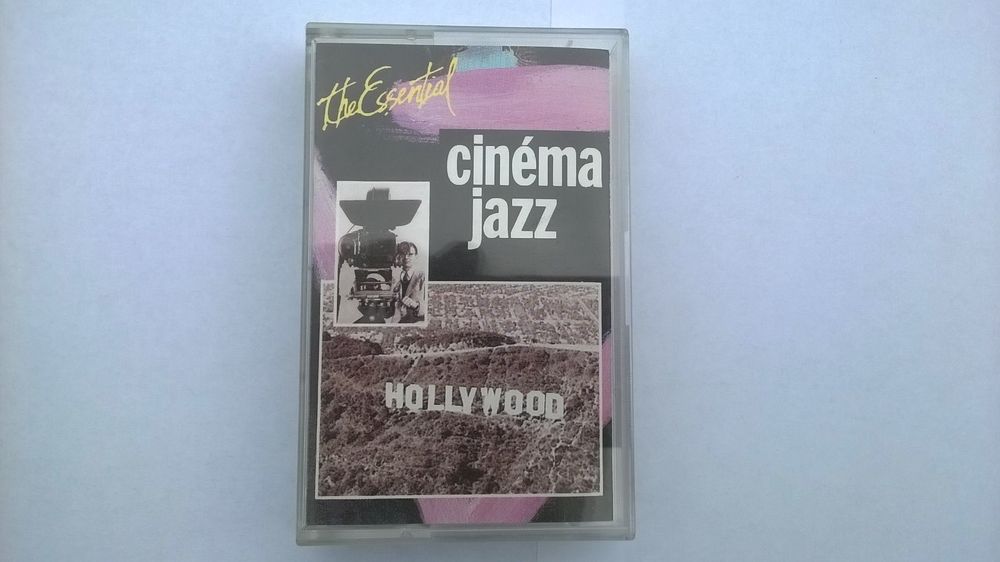 the Essential
cinéma
jazz
HOLLYWOOD